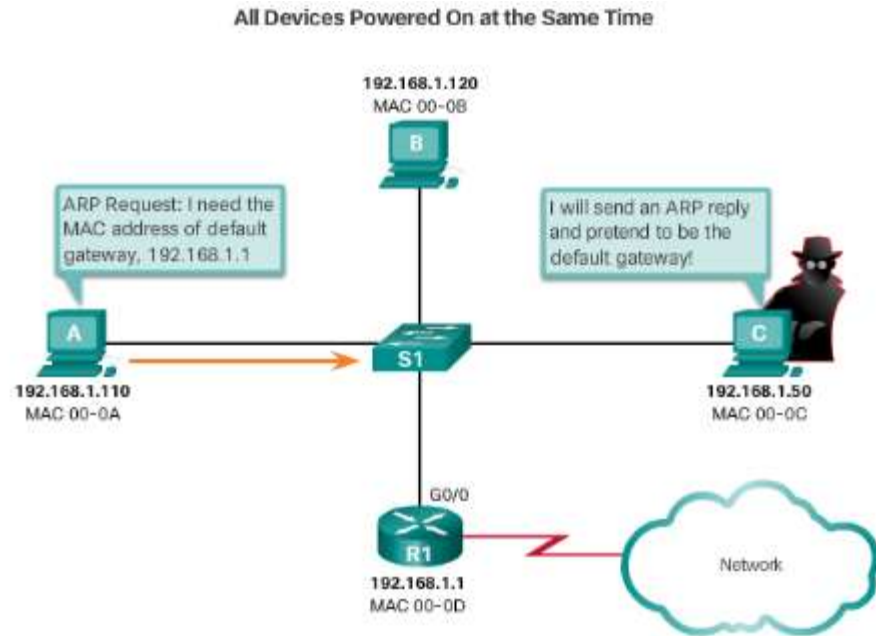 All Devices Powered On at the Same Time
192.168.1.120
MAC 00-0B
B
ARP Request: I need the
MAC address of default
gateway, 192.168.1.1
I will send an ARP reply
and pretend to be the
default gateway!
A
S1
C
192.168.1.110
MAC 00-0A
192.168.1.50
MAC 00-0C
G0/0
R1
Network
192.168.1.1
MAC 00-0D